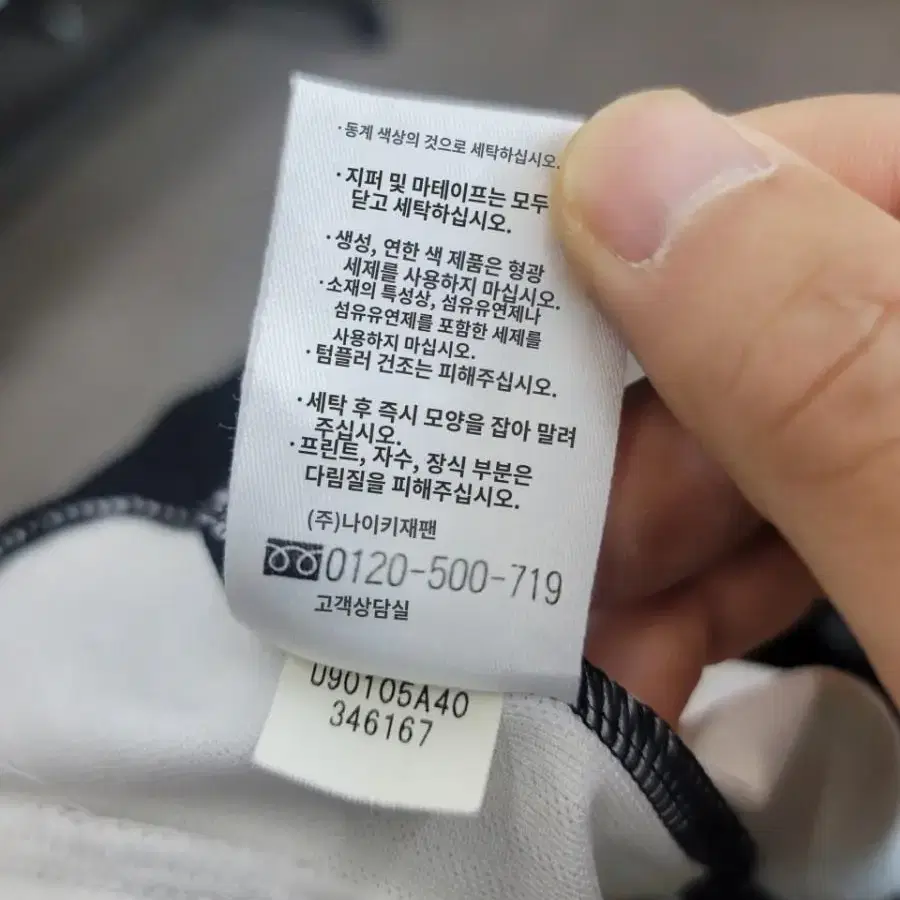 ·동계 색상의 것으로 세탁하십시오.
·지퍼 및 마테이프는 모두
닫고 세탁하십시오.
·생성, 연한 색 제품은 형광
세제를 사용하지 마십시오.
·소재의 특성상, 섬유유연제나
섬유유연제를 포함한 세제를
사용하지 마십시오.
·텀플러 건조는 피해주십시오.
·세탁 후 즉시 모양을 잡아 말려
주십시오.
·프린트, 자수, 장식 부분은
다림질을 피해주십시오.
(주)나이키재팬
0120-500-719
고객상담실
090105A40
346167